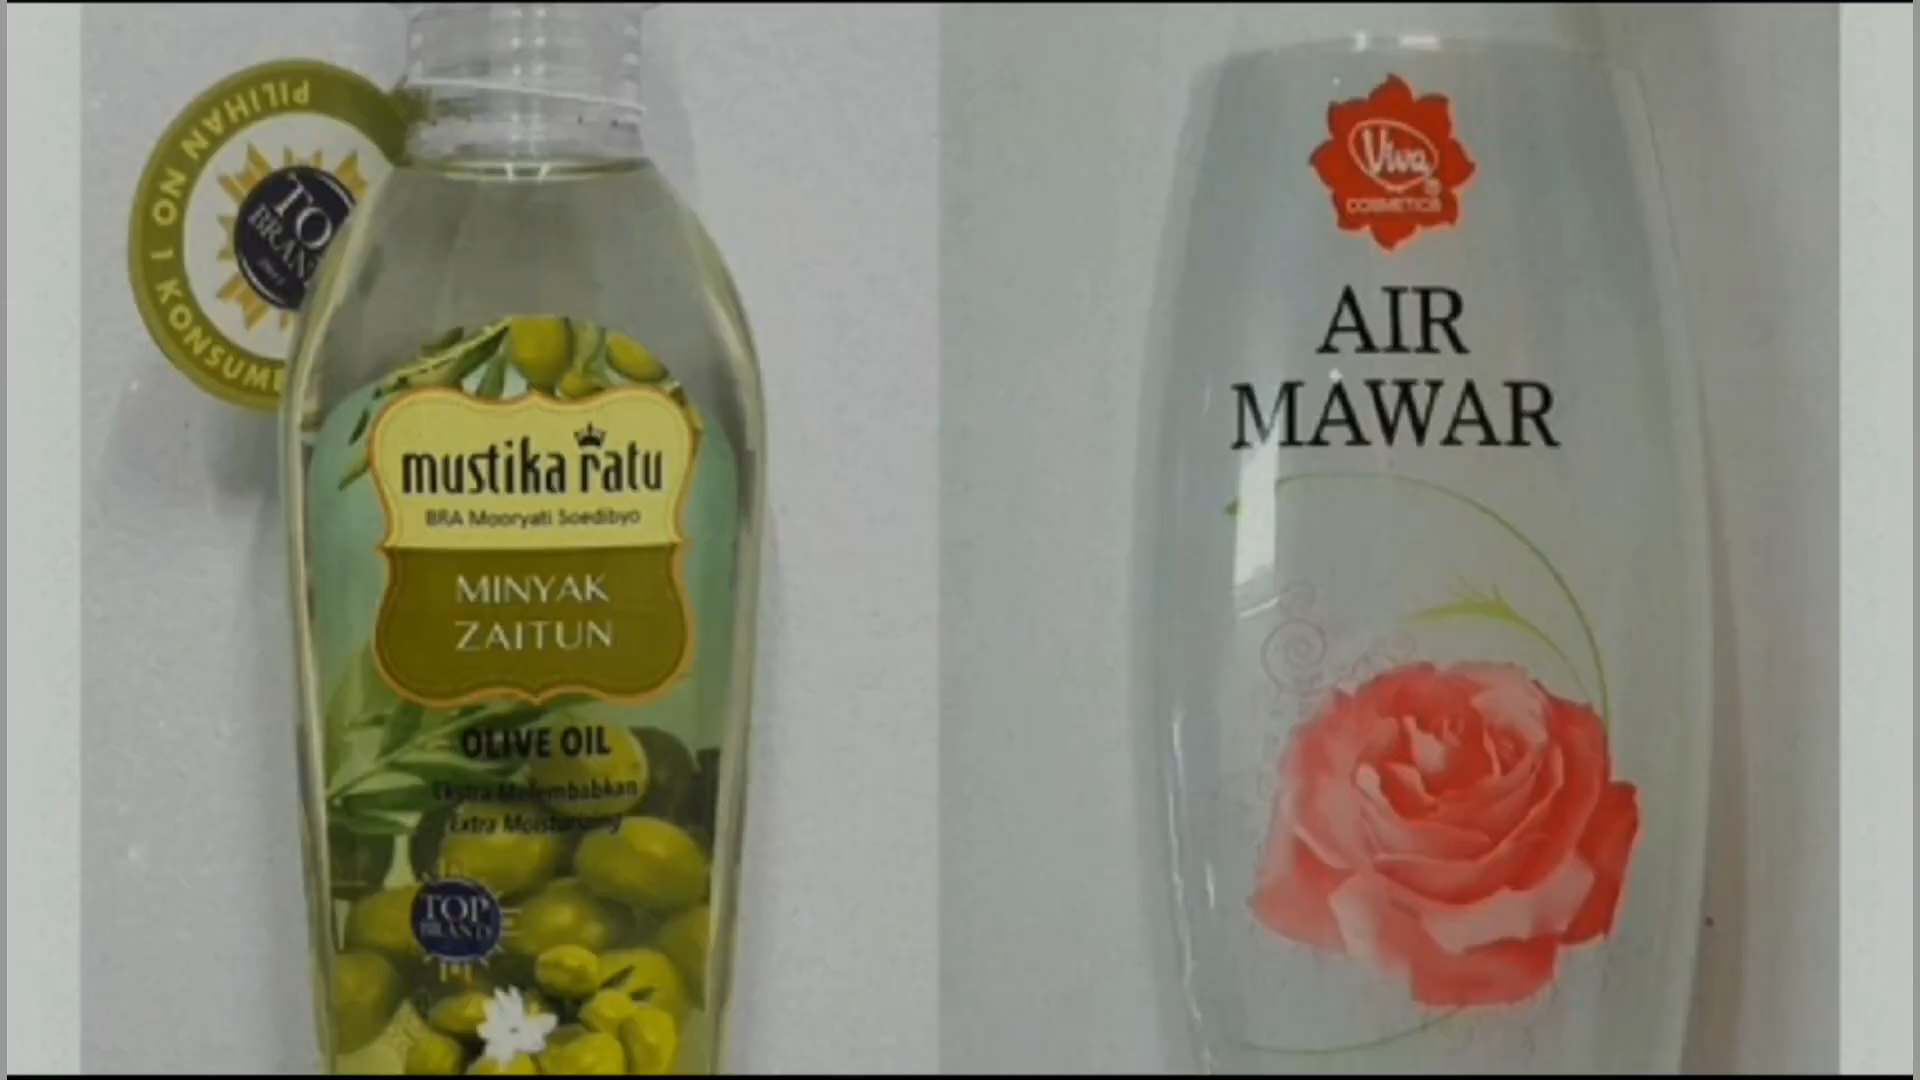 PILIHAN NO 1 KONSUME
TOP
BRAND
mustika ratu
BRA Mooryati Soedibyo
MINYAK
ZAITUN
OLIVE OIL
Ekstra Melembabkan
Extra Moisturizing
TOP
BRAND
Viva
COSMETICS
AIR
MAWAR